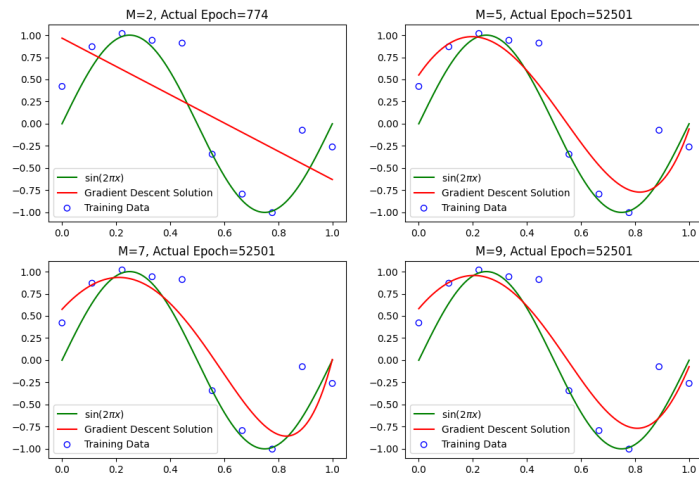 M=2, Actual Epoch=774
1.00
0.75
0.50
0.25
0.00
−0.25
−0.50
−0.75
−1.00
sin(2πx)
Gradient Descent Solution
Training Data
0.0 0.2 0.4 0.6 0.8 1.0
M=5, Actual Epoch=52501
1.00
0.75
0.50
0.25
0.00
−0.25
−0.50
−0.75
−1.00
sin(2πx)
Gradient Descent Solution
Training Data
0.0 0.2 0.4 0.6 0.8 1.0
M=7, Actual Epoch=52501
1.00
0.75
0.50
0.25
0.00
−0.25
−0.50
−0.75
−1.00
sin(2πx)
Gradient Descent Solution
Training Data
0.0 0.2 0.4 0.6 0.8 1.0
M=9, Actual Epoch=52501
1.00
0.75
0.50
0.25
0.00
−0.25
−0.50
−0.75
−1.00
sin(2πx)
Gradient Descent Solution
Training Data
0.0 0.2 0.4 0.6 0.8 1.0